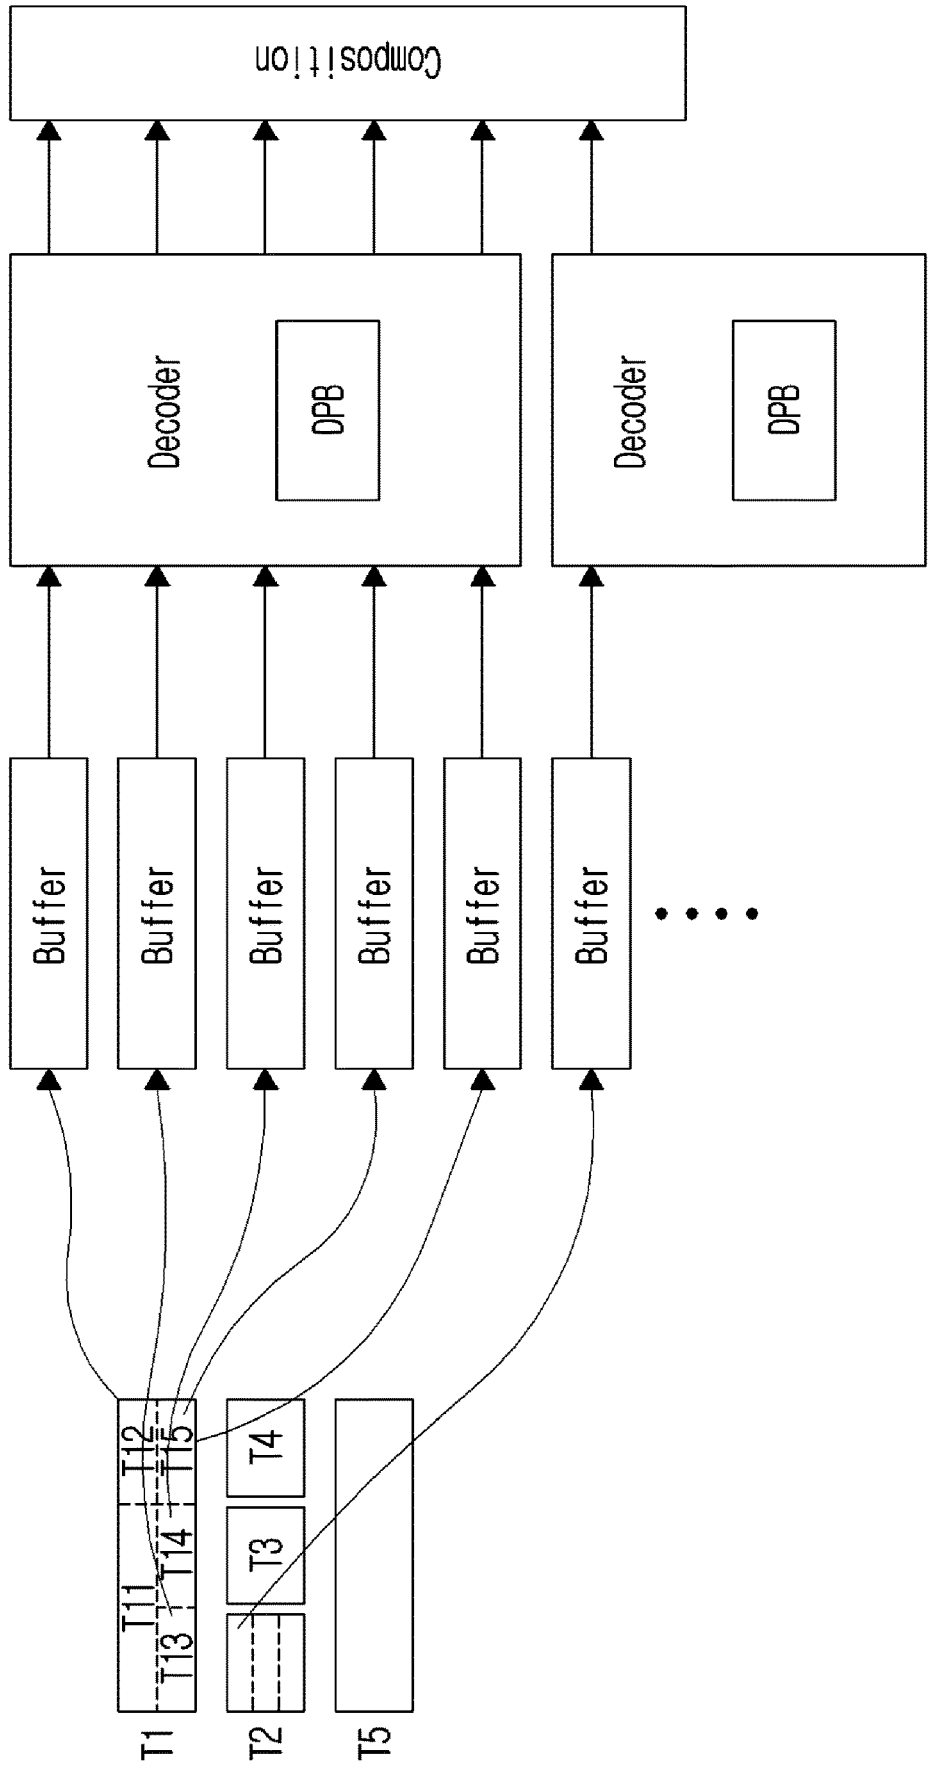 T1
T11
T12
T13
T14
T15
T2
T3
T4
T5
Buffer
Buffer
Buffer
Buffer
Buffer
Buffer
Decoder
DPB
Decoder
DPB
Composition